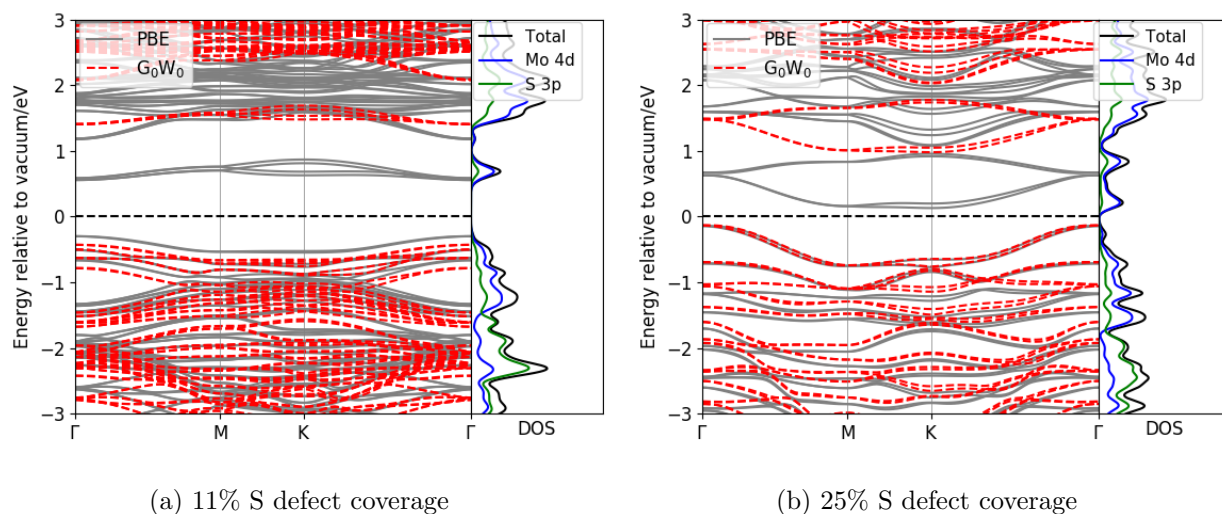 3
2
1
0
−1
−2
−3
Energy relative to vacuum/eV
PBE
G₀W₀
Total
Mo 4d
S 3p
Γ M K Γ DOS
3
2
1
0
−1
−2
−3
Energy relative to vacuum/eV
PBE
G₀W₀
Total
Mo 4d
S 3p
Γ M K Γ DOS
(a) 11% S defect coverage
(b) 25% S defect coverage